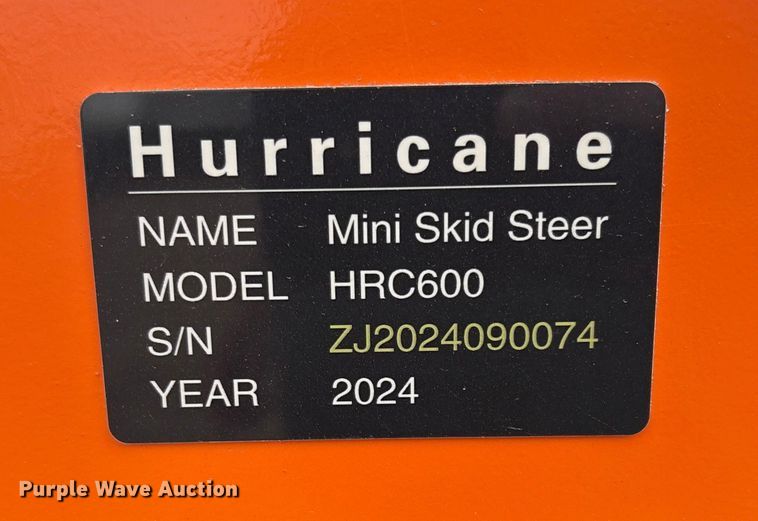 Hurricane
NAME Mini Skid Steer
MODEL HRC600
S/N ZJ2024090074
YEAR 2024
Purple Wave Auction